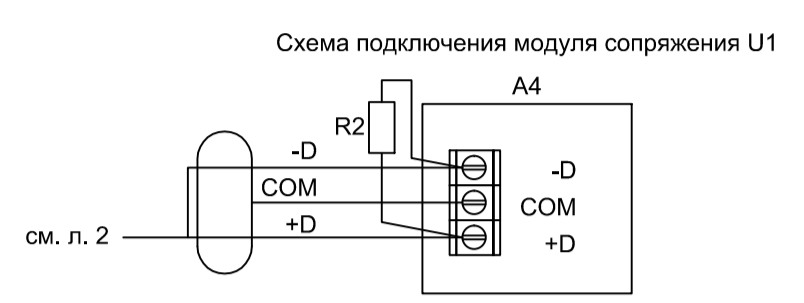 Схема подключения модуля сопряжения U1
A4
R2
-D
-D
COM
COM
+D
+D
см. л. 2